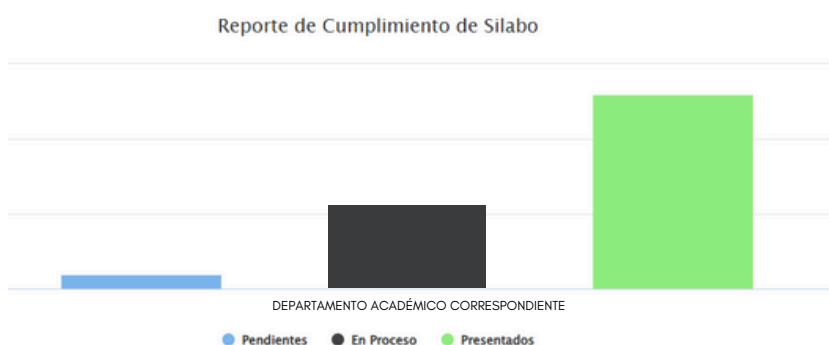 Reporte de Cumplimiento de Silabo
DEPARTAMENTO ACADÉMICO CORRESPONDIENTE
Pendientes En Proceso Presentados